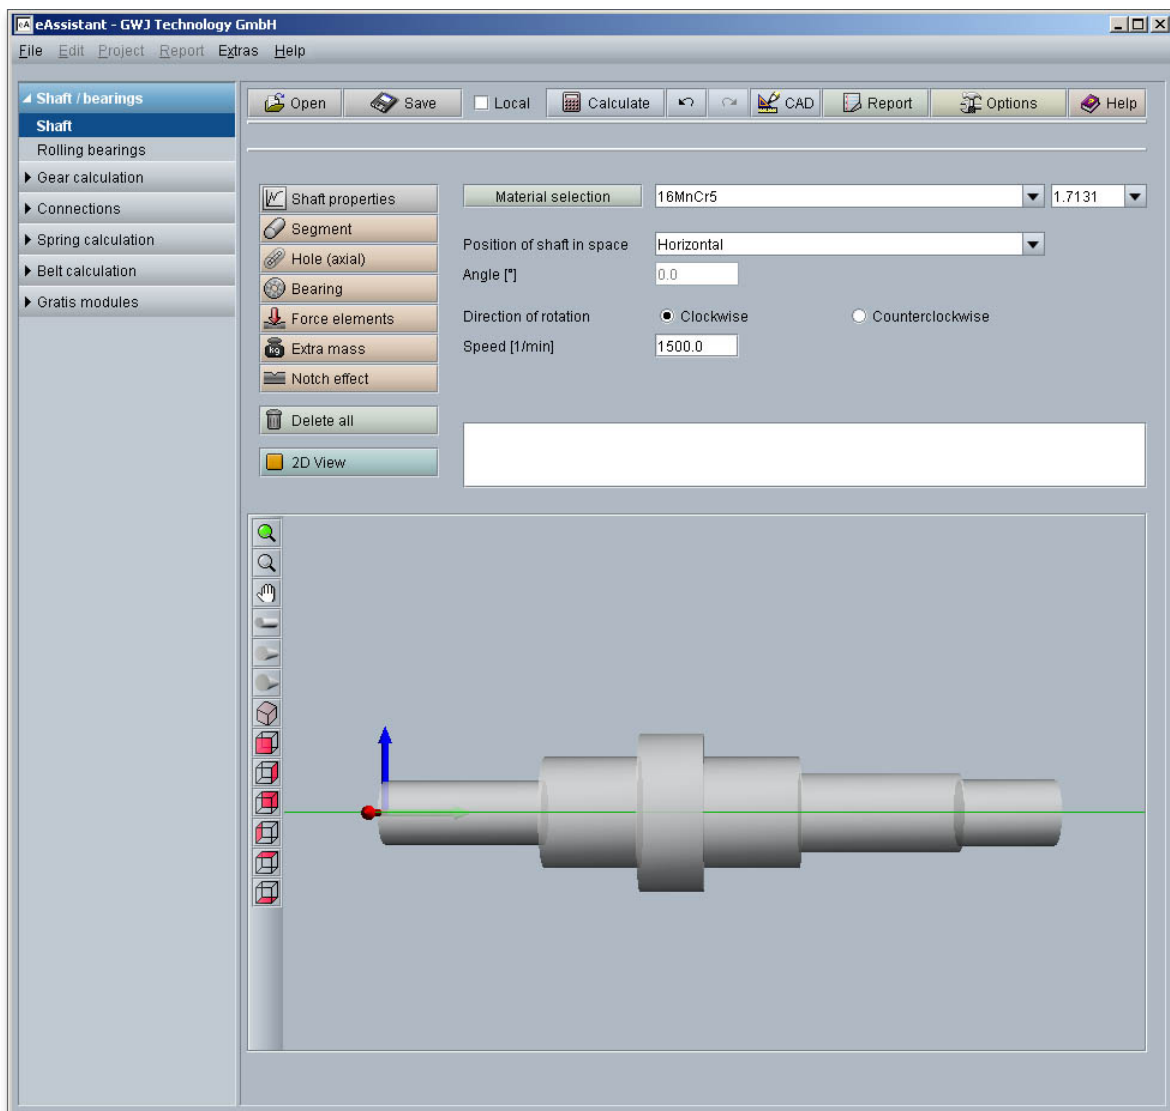 eA eAssistant - GWJ Technology GmbH
File Edit Project Report Extras Help
Shaft / bearings
Shaft
Rolling bearings
Gear calculation
Connections
Spring calculation
Belt calculation
Gratis modules
Open Save Local Calculate CAD Report Options Help
Shaft properties
Segment
Hole (axial)
Bearing
Force elements
kg Extra mass
Notch effect
Delete all
2D View
Material selection 16MnCr5 1.7131
Position of shaft in space Horizontal
Angle [°] 0.0
Direction of rotation Clockwise Counterclockwise
Speed [1/min] 1500.0